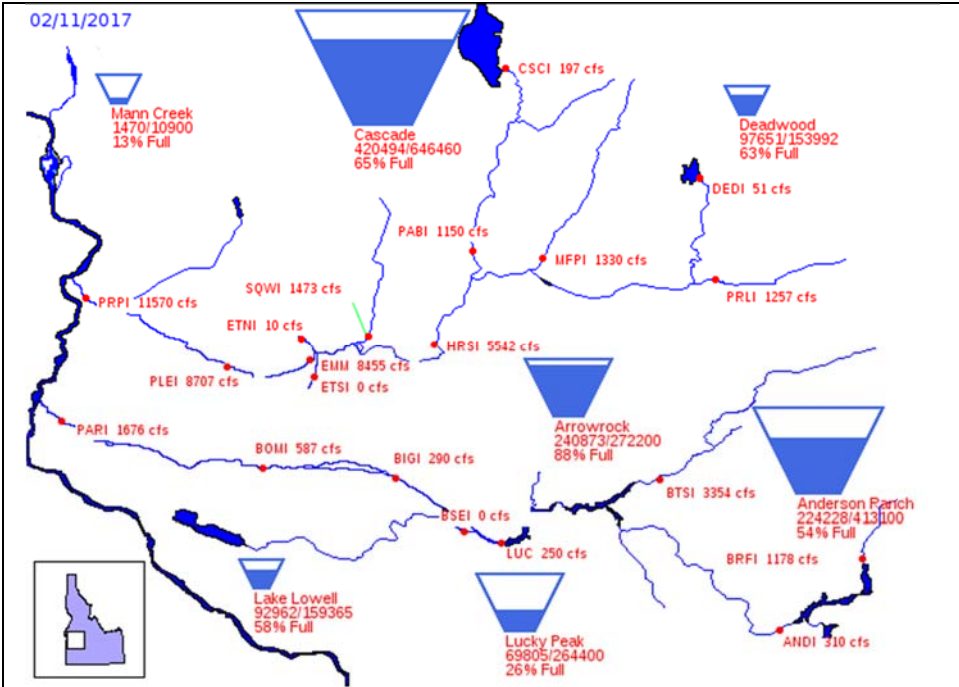 02/11/2017
CSCI 197 cfs
Mann Creek
1470/10900
13% Full
Cascade
420494/646460
65% Full
Deadwood
97651/153992
63% Full
DEDI 51 cfs
PABI 1150 cfs
MFPI 1330 cfs
PRLI 1257 cfs
SQWI 1473 cfs
PRPI 11570 cfs
ETNI 10 cfs
HRSI 5542 cfs
EMM 8455 cfs
ETSI 0 cfs
PLEI 8707 cfs
Arrowrock
240873/272200
88% Full
PARI 1676 cfs
BOMI 587 cfs
BIGI 290 cfs
BTSI 3354 cfs
Anderson Ranch
224228/413100
54% Full
BSEI 0 cfs
LUC 250 cfs
BRFI 1178 cfs
Lake Lowell
92962/159365
58% Full
Lucky Peak
69805/264400
26% Full
ANDI 310 cfs